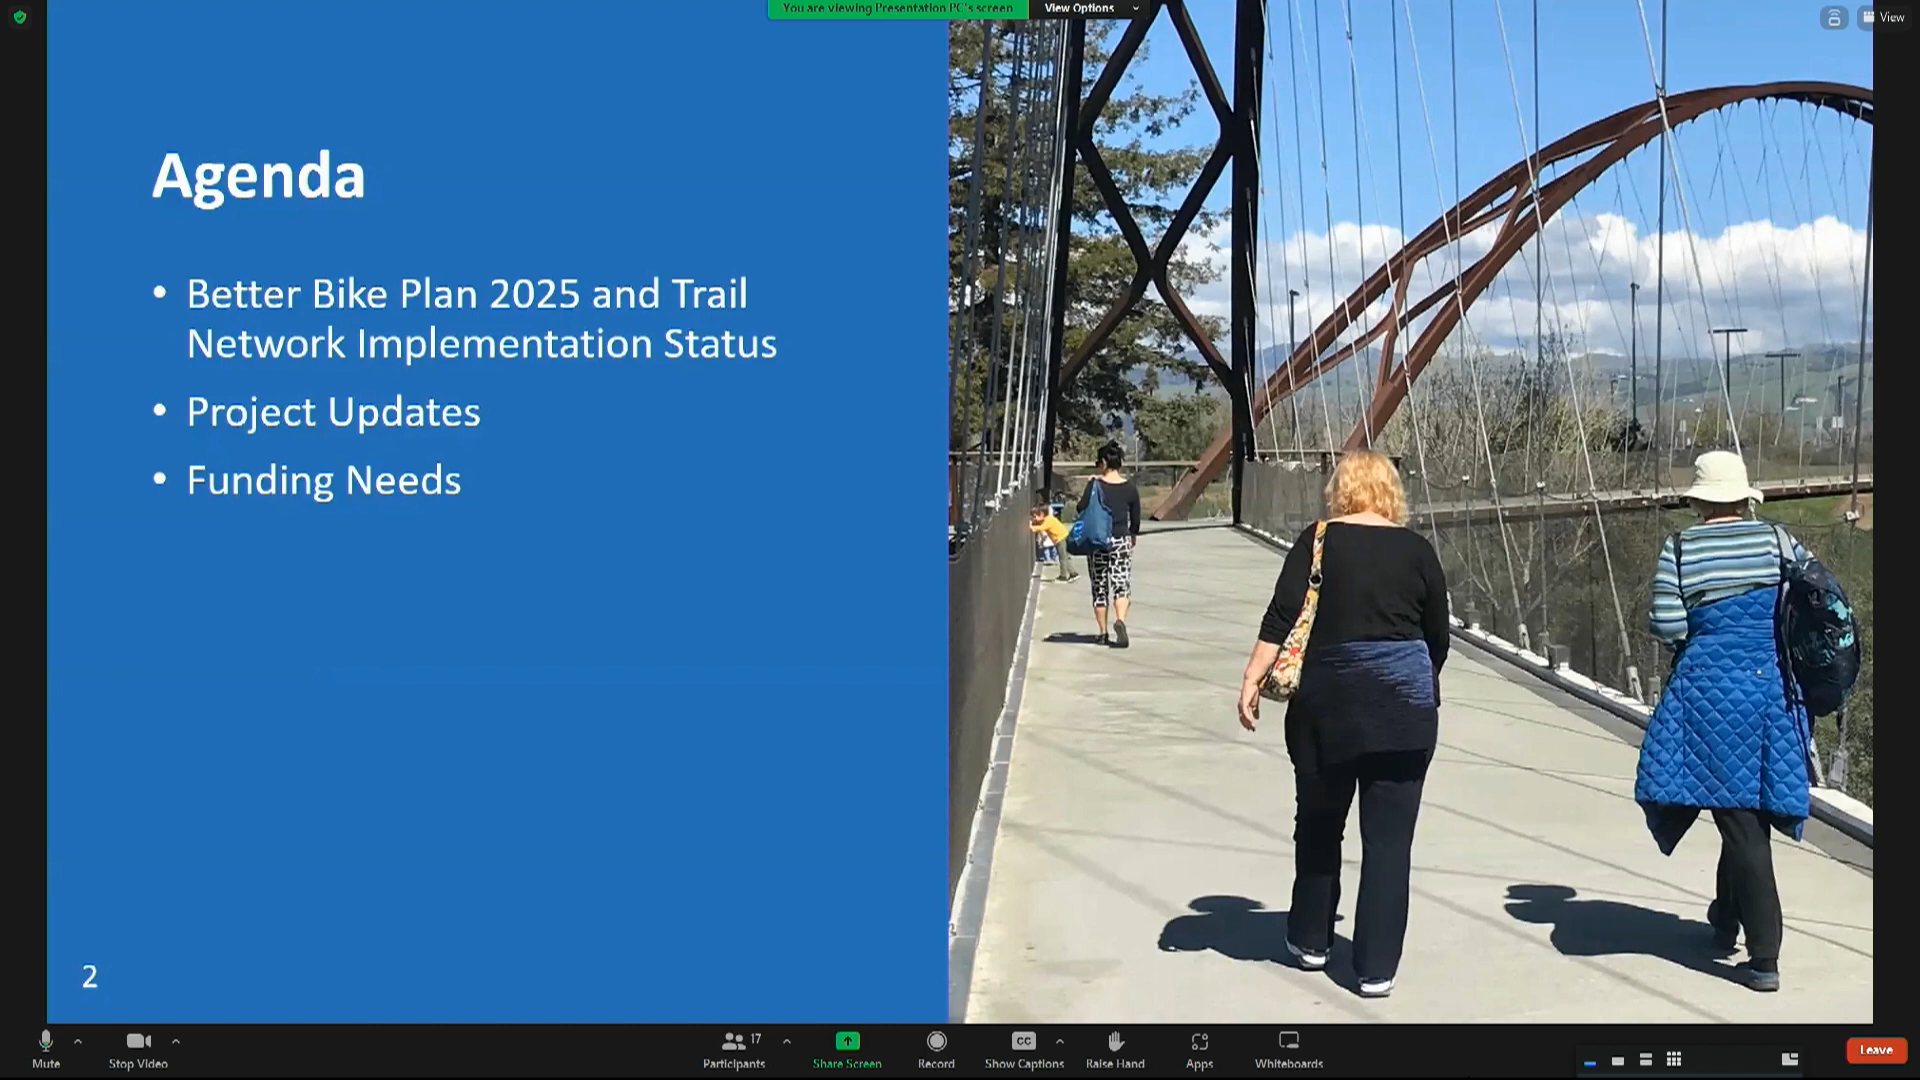 You are viewing Presentation PC's screen
View Options
View
Agenda
• Better Bike Plan 2025 and Trail
Network Implementation Status
• Project Updates
• Funding Needs
2
Mute
Stop Video
17
Participants
Share Screen
Record
CC
Show Captions
Raise Hand
Apps
Whiteboards
Leave